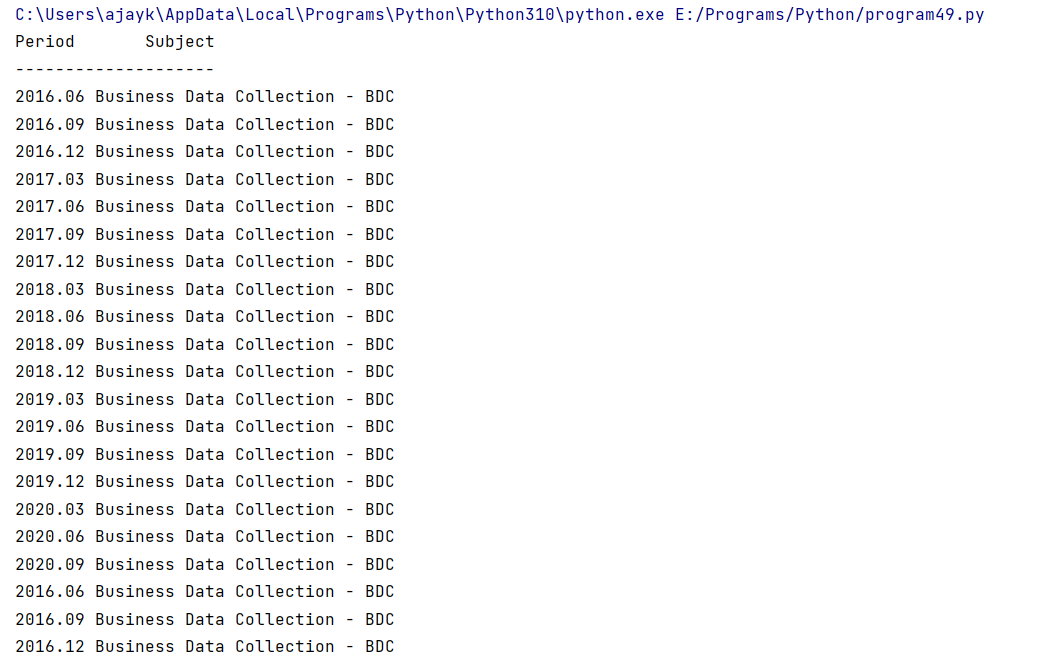 C:\Users\ajayk\AppData\Local\Programs\Python\Python310\python.exe E:/Programs/Python/program49.py
Period       Subject
--------------------
2016.06 Business Data Collection - BDC
2016.09 Business Data Collection - BDC
2016.12 Business Data Collection - BDC
2017.03 Business Data Collection - BDC
2017.06 Business Data Collection - BDC
2017.09 Business Data Collection - BDC
2017.12 Business Data Collection - BDC
2018.03 Business Data Collection - BDC
2018.06 Business Data Collection - BDC
2018.09 Business Data Collection - BDC
2018.12 Business Data Collection - BDC
2019.03 Business Data Collection - BDC
2019.06 Business Data Collection - BDC
2019.09 Business Data Collection - BDC
2019.12 Business Data Collection - BDC
2020.03 Business Data Collection - BDC
2020.06 Business Data Collection - BDC
2020.09 Business Data Collection - BDC
2016.06 Business Data Collection - BDC
2016.09 Business Data Collection - BDC
2016.12 Business Data Collection - BDC